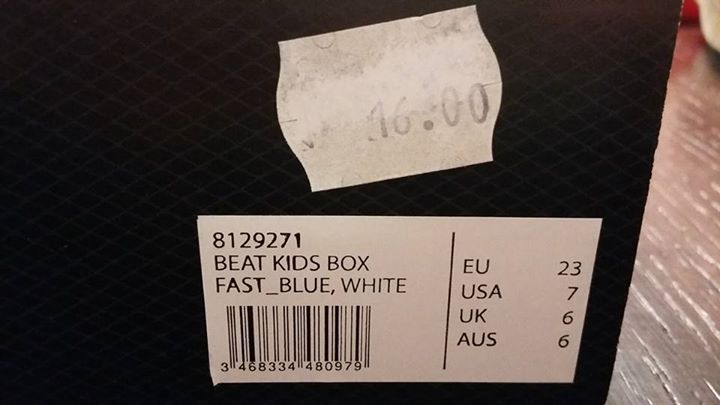 16.00
8129271
BEAT KIDS BOX
FAST_BLUE, WHITE
3 468334 480979
EU 23
USA 7
UK 6
AUS 6